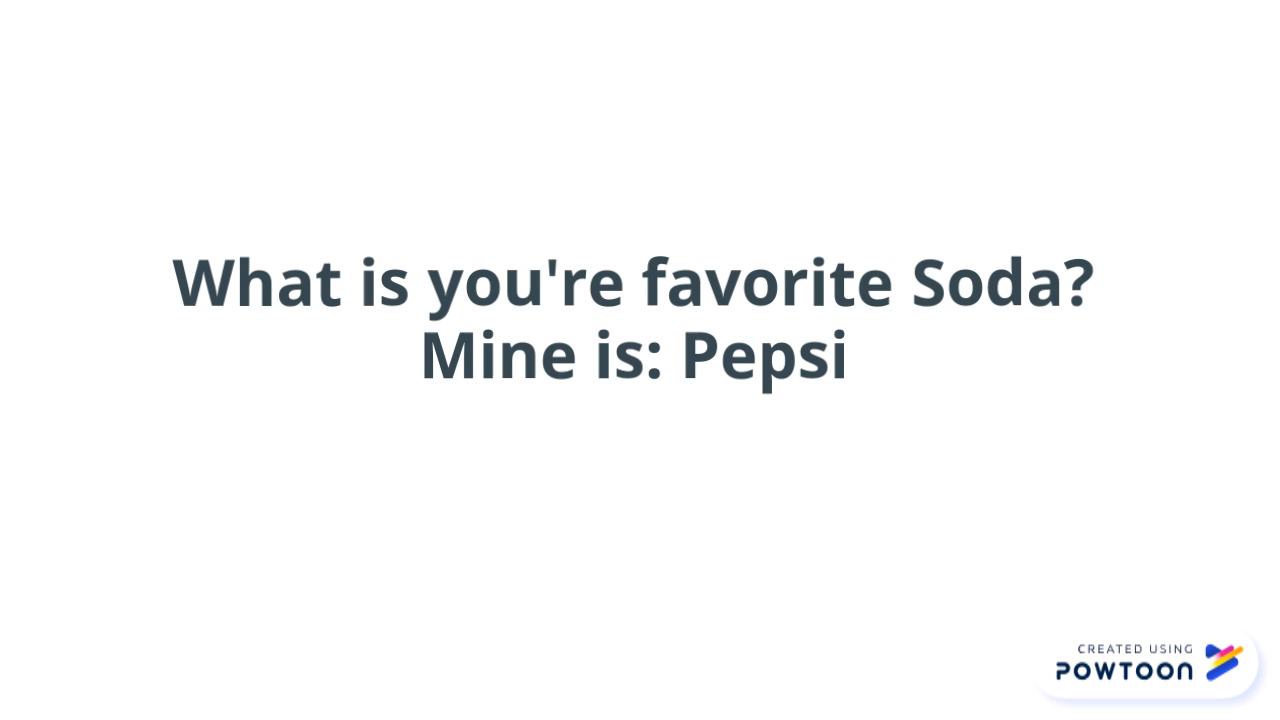 What is you're favorite Soda?
Mine is: Pepsi
CREATED USING
POWTOON